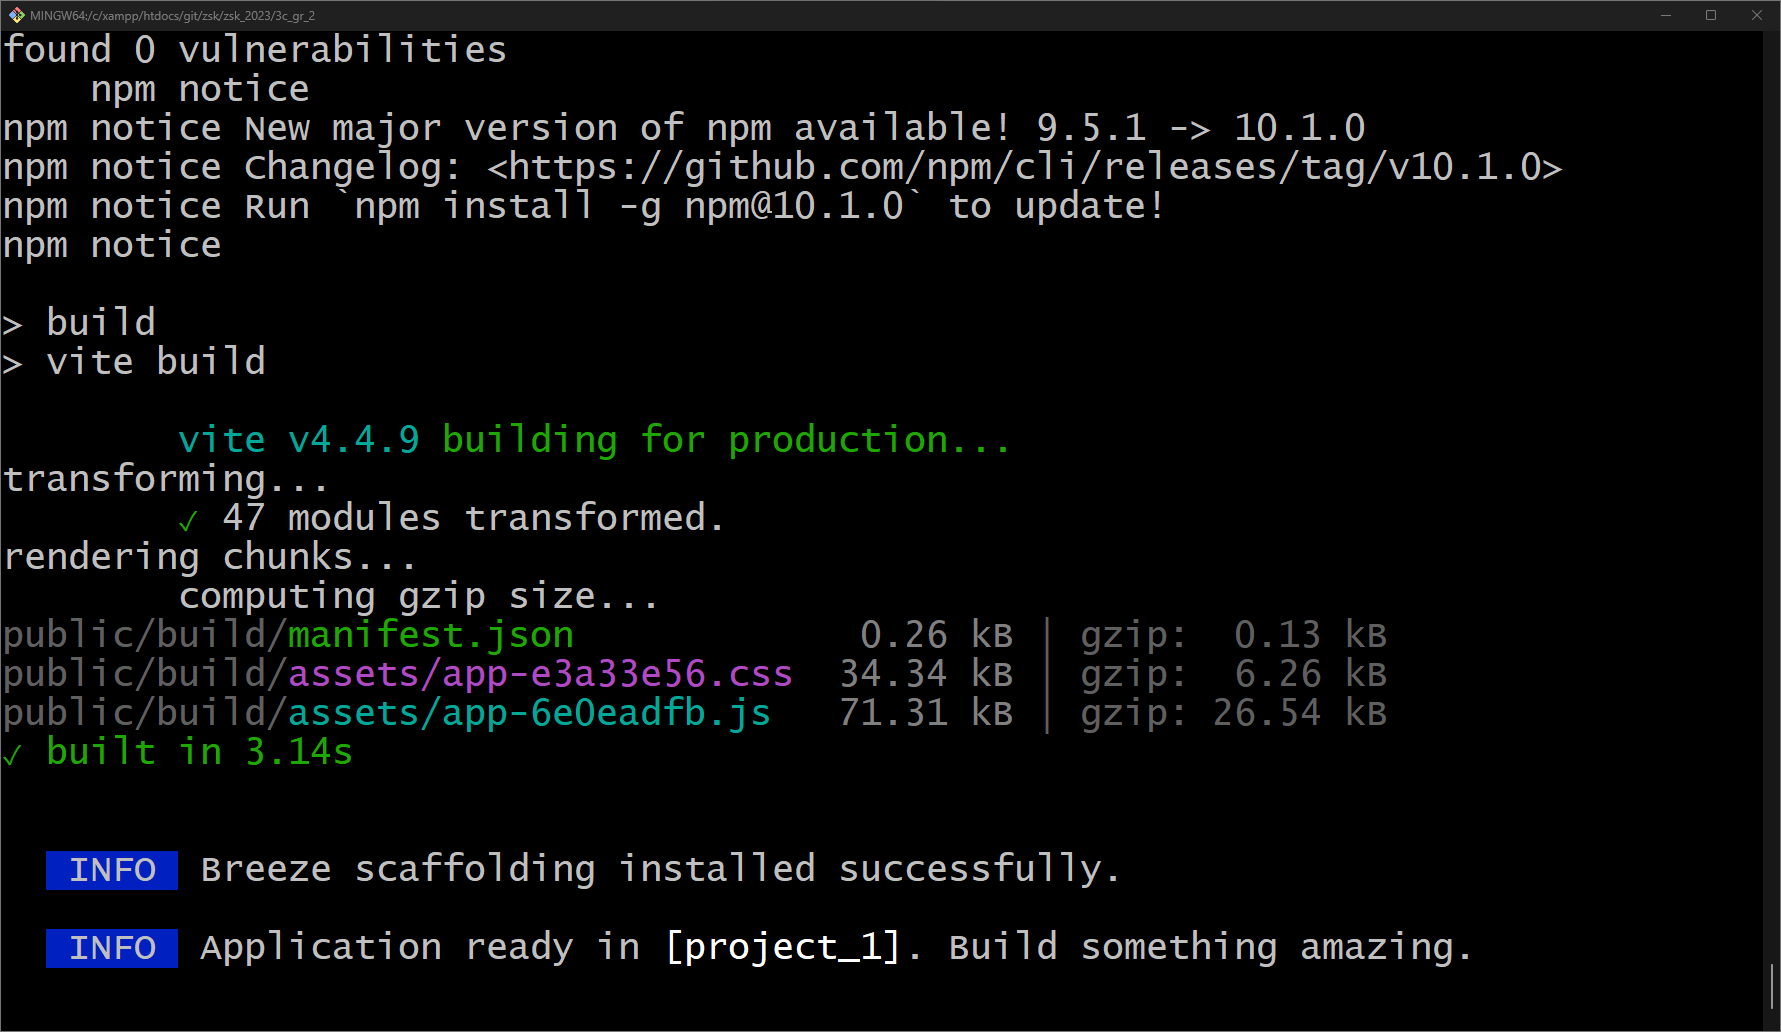 MINGW64:/c/xampp/htdocs/git/zsk/zsk_2023/3c_gr_2
found 0 vulnerabilities
npm notice
npm notice New major version of npm available! 9.5.1 -> 10.1.0
npm notice Changelog: <https://github.com/npm/cli/releases/tag/v10.1.0>
npm notice Run `npm install -g npm@10.1.0` to update!
npm notice
> build
> vite build
vite v4.4.9 building for production...
transforming...
✓ 47 modules transformed.
rendering chunks...
computing gzip size...
public/build/manifest.json 0.26 kB │ gzip: 0.13 kB
public/build/assets/app-e3a33e56.css 34.34 kB │ gzip: 6.26 kB
public/build/assets/app-6e0eadfb.js 71.31 kB │ gzip: 26.54 kB
✓ built in 3.14s
INFO Breeze scaffolding installed successfully.
INFO Application ready in [project_1]. Build something amazing.